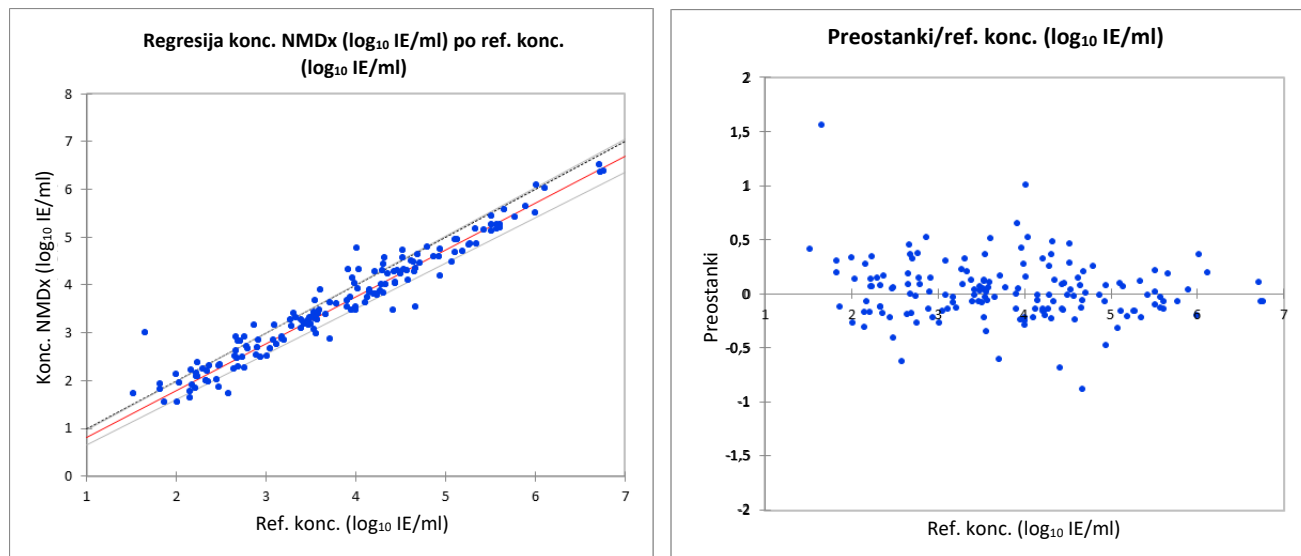 Regresija konc. NMDx (log₁₀ IE/ml) po ref. konc.
(log₁₀ IE/ml)
Konc. NMDx (log₁₀ IE/ml)
8
7
6
5
4
3
2
1
0
1 2 3 4 5 6 7
Ref. konc. (log₁₀ IE/ml)
Preostanki/ref. konc. (log₁₀ IE/ml)
Preostanki
2
1,5
1
0,5
0
-0,5
-1
-1,5
-2
1 2 3 4 5 6 7
Ref. konc. (log₁₀ IE/ml)